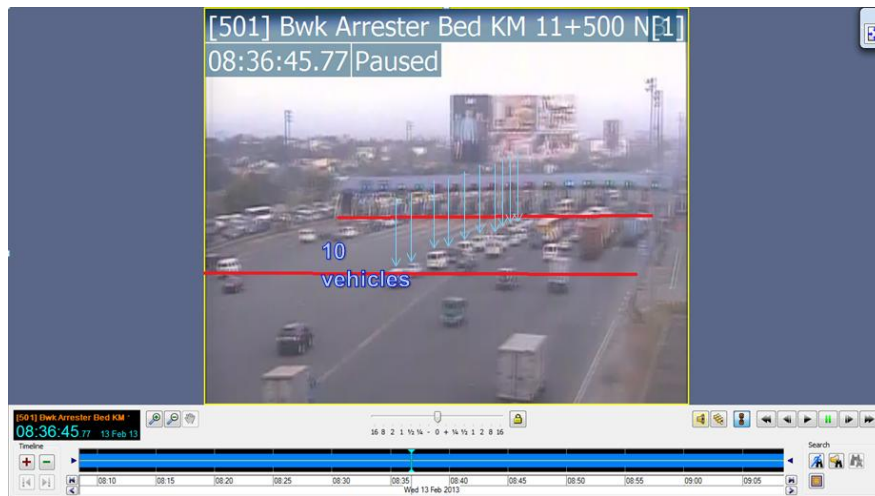 [501] Bwk Arrester Bed KM 11+500 NB[1]
08:36:45.77 Paused
10
vehicles
[501] Bwk Arrester Bed KM
08:36:45 77 13 Feb 13
16 8 2 1 ½ ¼ - 0 + ¼ ½ 1 2 8 16
Timeline
Search
08:10 08:15 08:20 08:25 08:30 08:35 08:40 08:45 08:50 08:55 09:00 09:05
Wed 13 Feb 2013